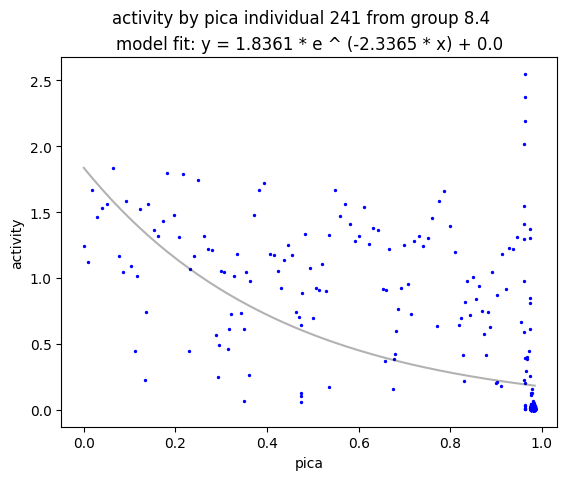 activity by pica individual 241 from group 8.4
model fit: y = 1.8361 * e ^ (-2.3365 * x) + 0.0
2.5
2.0
1.5
1.0
0.5
0.0
activity
0.0 0.2 0.4 0.6 0.8 1.0
pica